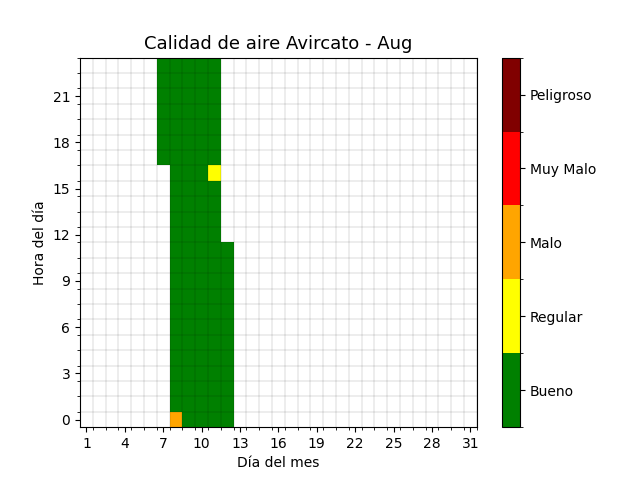 Calidad de aire Avircato - Aug
Hora del día
21
18
15
12
9
6
3
0
1 4 7 10 13 16 19 22 25 28 31
Día del mes
Peligroso
Muy Malo
Malo
Regular
Bueno